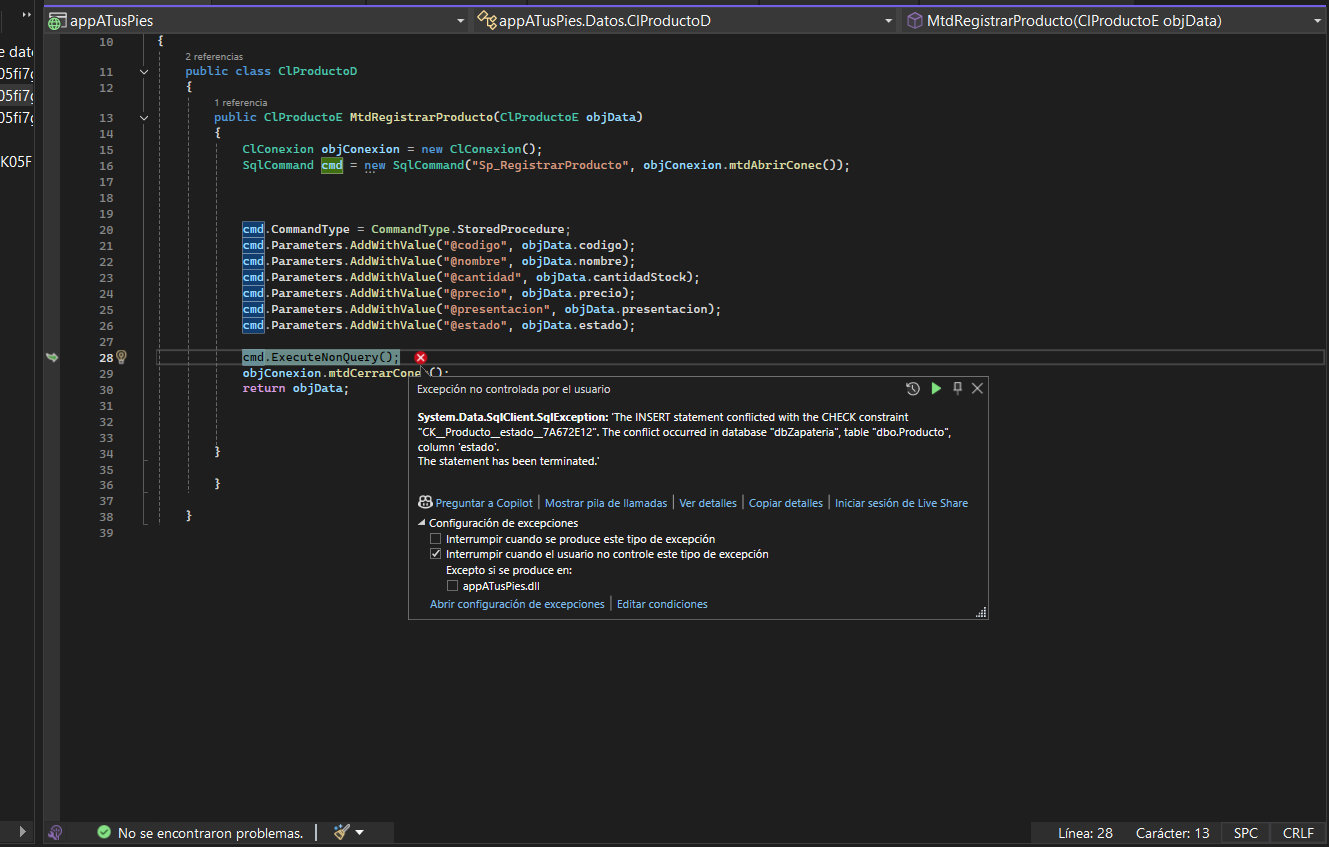 appATusPies
appATusPies.Datos.ClProductoD
MtdRegistrarProducto(ClProductoE objData)
e dat
05fi7g
05fi7g
05fi7g
K05F
10 {
2 referencias
11 public class ClProductoD
12 {
1 referencia
13 public ClProductoE MtdRegistrarProducto(ClProductoE objData)
14 {
15 ClConexion objConexion = new ClConexion();
16 SqlCommand cmd = new SqlCommand("Sp_RegistrarProducto", objConexion.mtdAbrirConec());
17
18
19
20 cmd.CommandType = CommandType.StoredProcedure;
21 cmd.Parameters.AddWithValue("@codigo", objData.codigo);
22 cmd.Parameters.AddWithValue("@nombre", objData.nombre);
23 cmd.Parameters.AddWithValue("@cantidad", objData.cantidadStock);
24 cmd.Parameters.AddWithValue("@precio", objData.precio);
25 cmd.Parameters.AddWithValue("@presentacion", objData.presentacion);
26 cmd.Parameters.AddWithValue("@estado", objData.estado);
27
28 cmd.ExecuteNonQuery();
29 objConexion.mtdCerrarCone ();
30 return objData;
31
32
33
34 }
35
36 }
37
38 }
39
Excepción no controlada por el usuario
System.Data.SqlClient.SqlException: 'The INSERT statement conflicted with the CHECK constraint
"CK__Producto__estado__7A672E12". The conflict occurred in database "dbZapateria", table "dbo.Producto",
column 'estado'.
The statement has been terminated.'
Preguntar a Copilot | Mostrar pila de llamadas | Ver detalles | Copiar detalles | Iniciar sesión de Live Share
Configuración de excepciones
Interrumpir cuando se produce este tipo de excepción
Interrumpir cuando el usuario no controle este tipo de excepción
Excepto si se produce en:
appATusPies.dll
Abrir configuración de excepciones | Editar condiciones
No se encontraron problemas.
Línea: 28 Carácter: 13 SPC CRLF